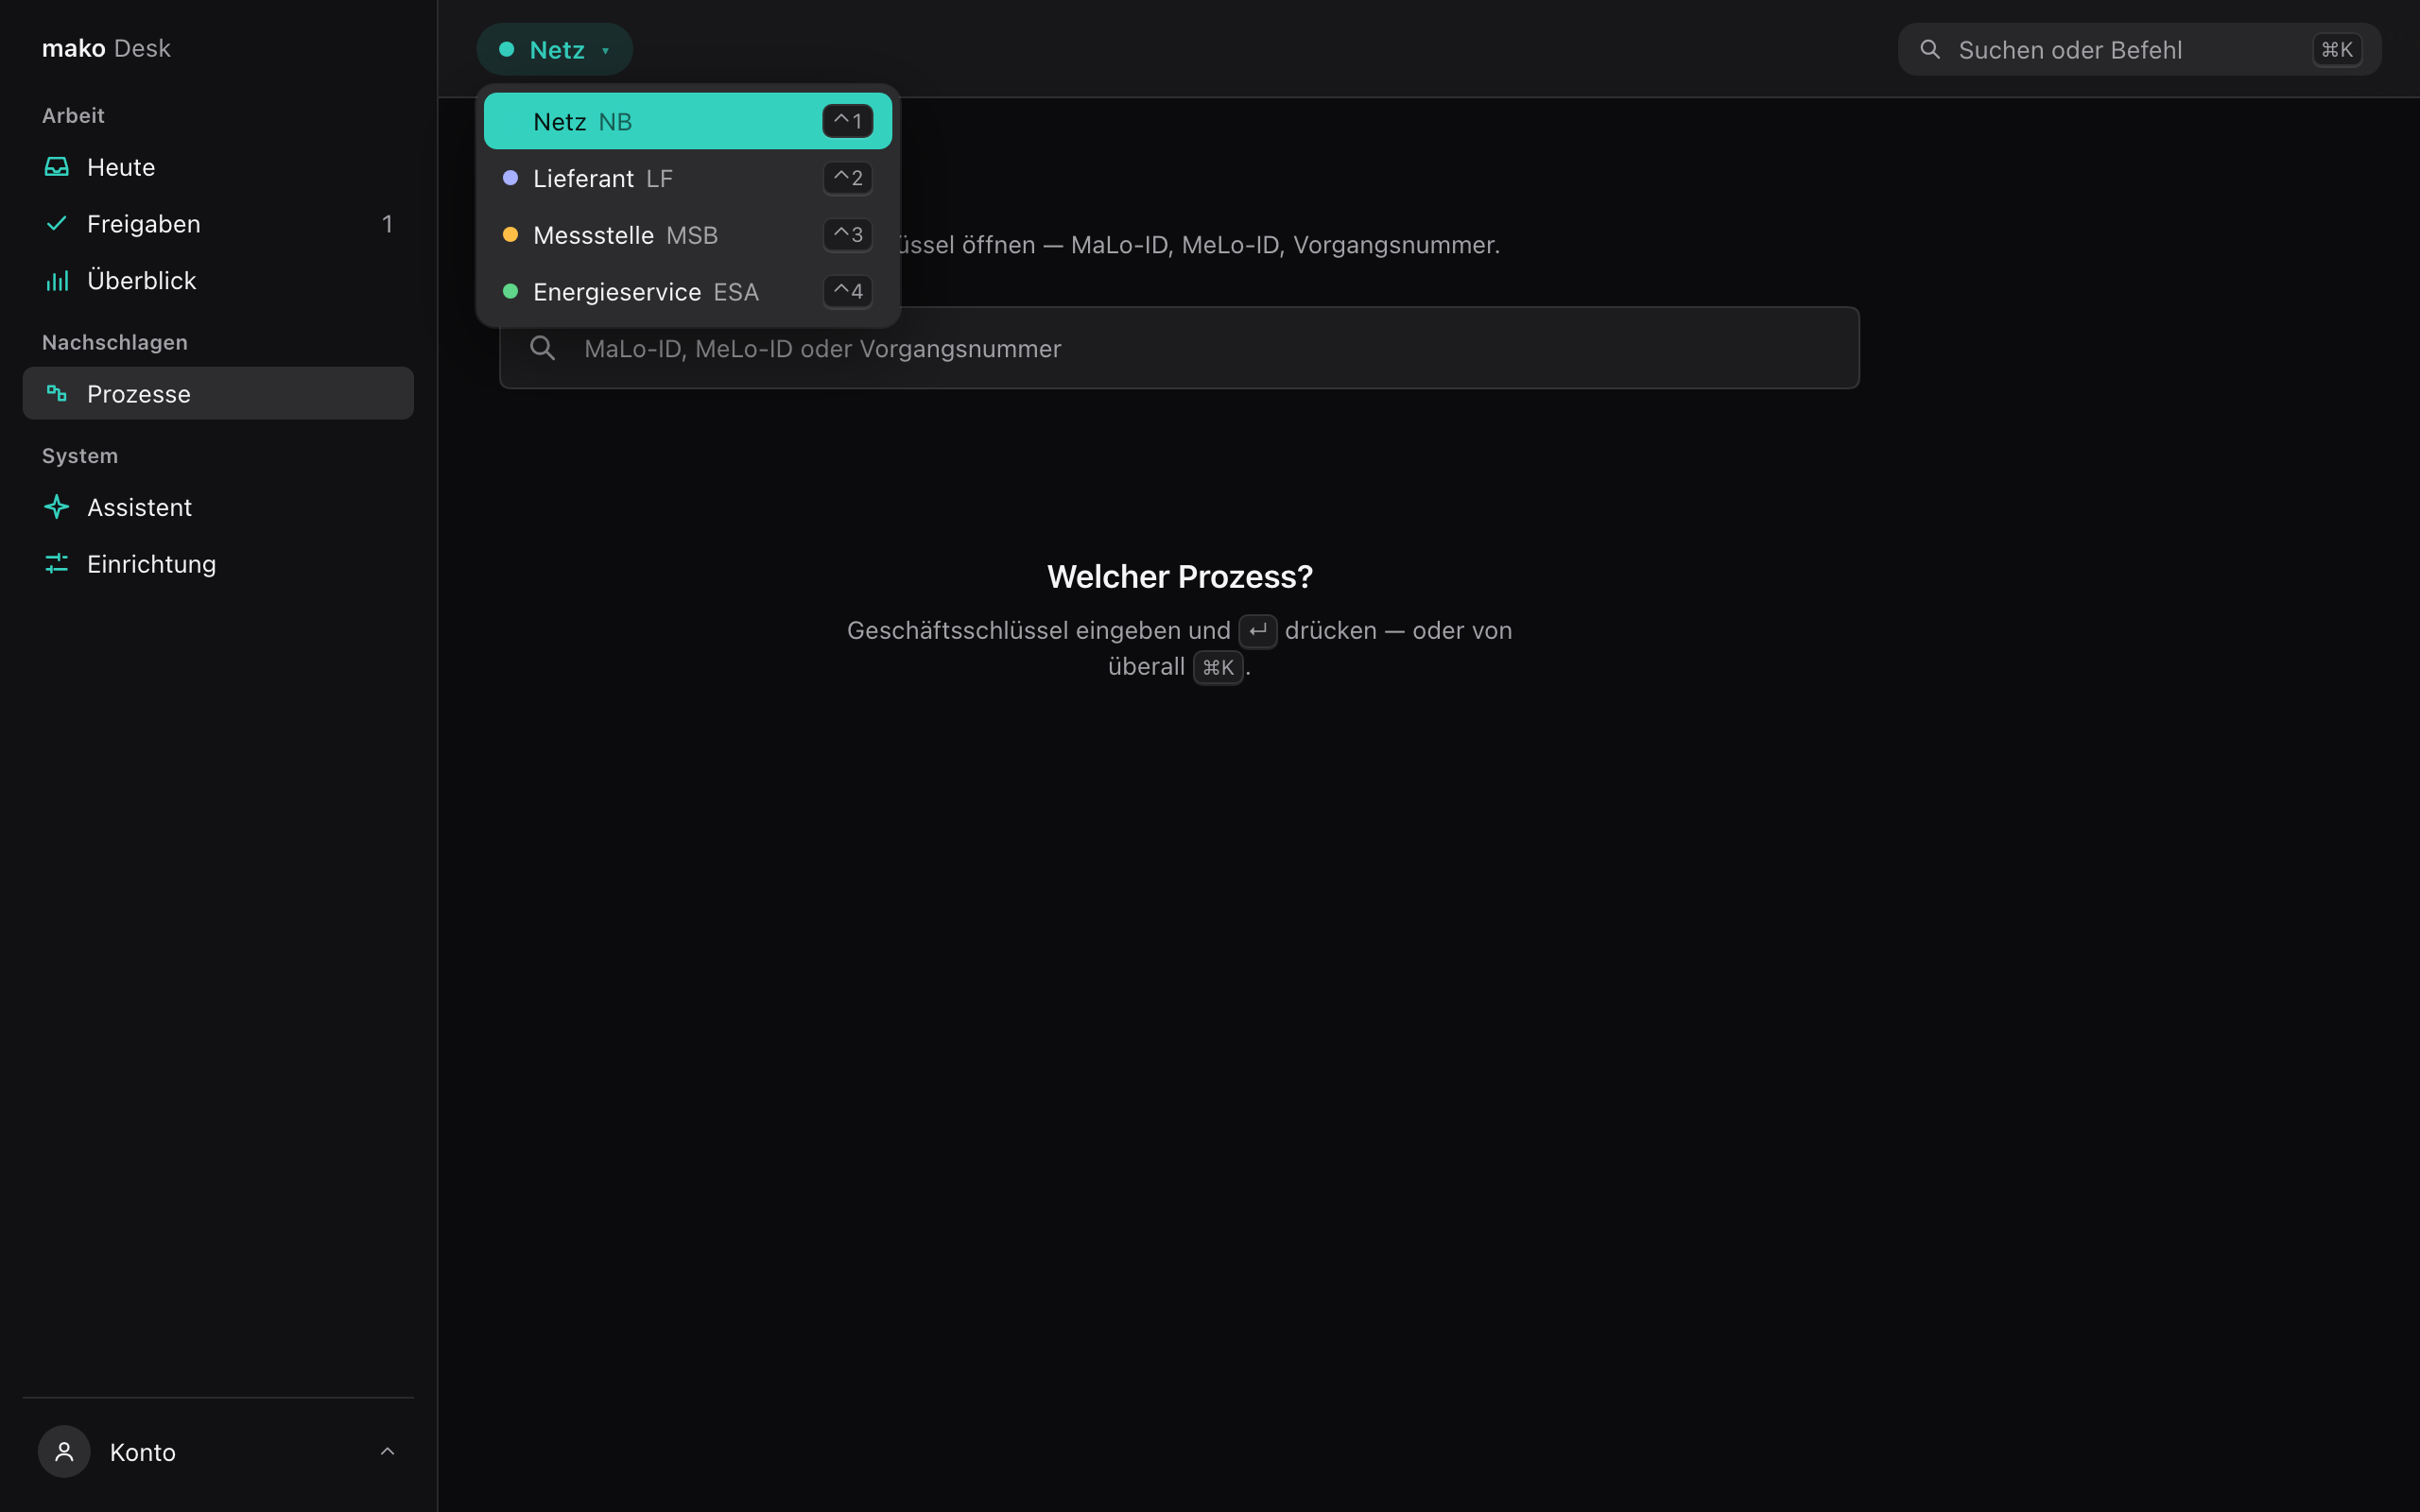 mako Desk
Netz
Suchen oder Befehl ⌘K
Arbeit
Heute
Freigaben 1
Überblick
Nachschlagen
Prozesse
System
Assistent
Einrichtung
Konto
Netz NB ^1
Lieferant LF ^2
Messstelle MSB ^3
Energieservice ESA ^4
öffnen — MaLo-ID, MeLo-ID, Vorgangsnummer.
MaLo-ID, MeLo-ID oder Vorgangsnummer
Welcher Prozess?
Geschäftsschlüssel eingeben und ↵ drücken — oder von
überall ⌘K.